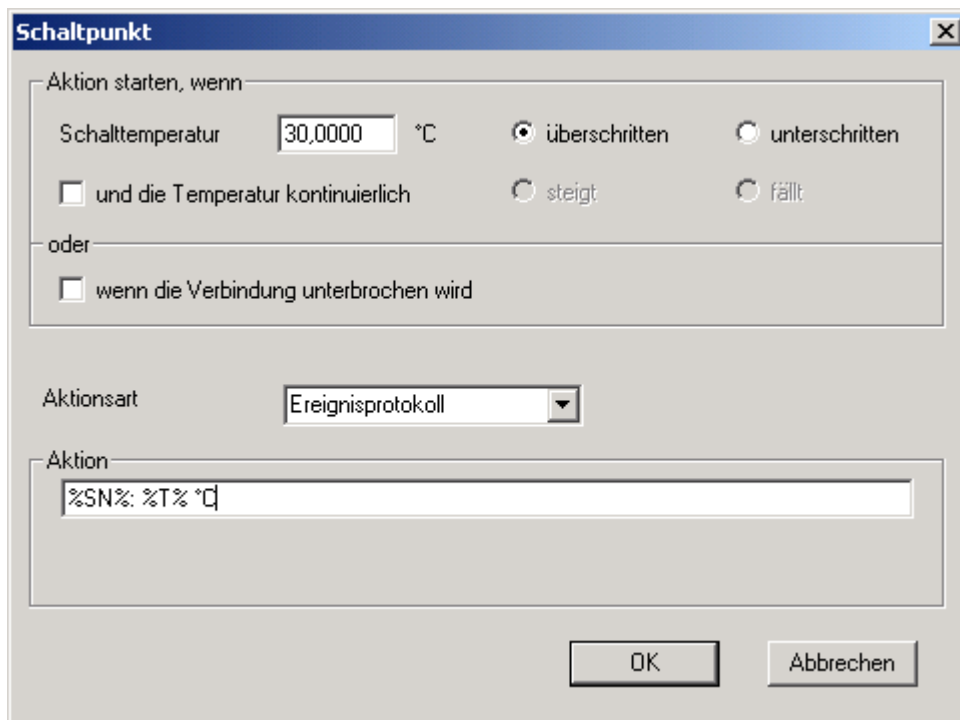 Schaltpunkt
Aktion starten, wenn
Schalttemperatur 30,0000 °C überschritten unterschritten
und die Temperatur kontinuierlich steigt fällt
oder
wenn die Verbindung unterbrochen wird
Aktionsart Ereignisprotokoll
Aktion
%SN%: %T% °C
OK Abbrechen